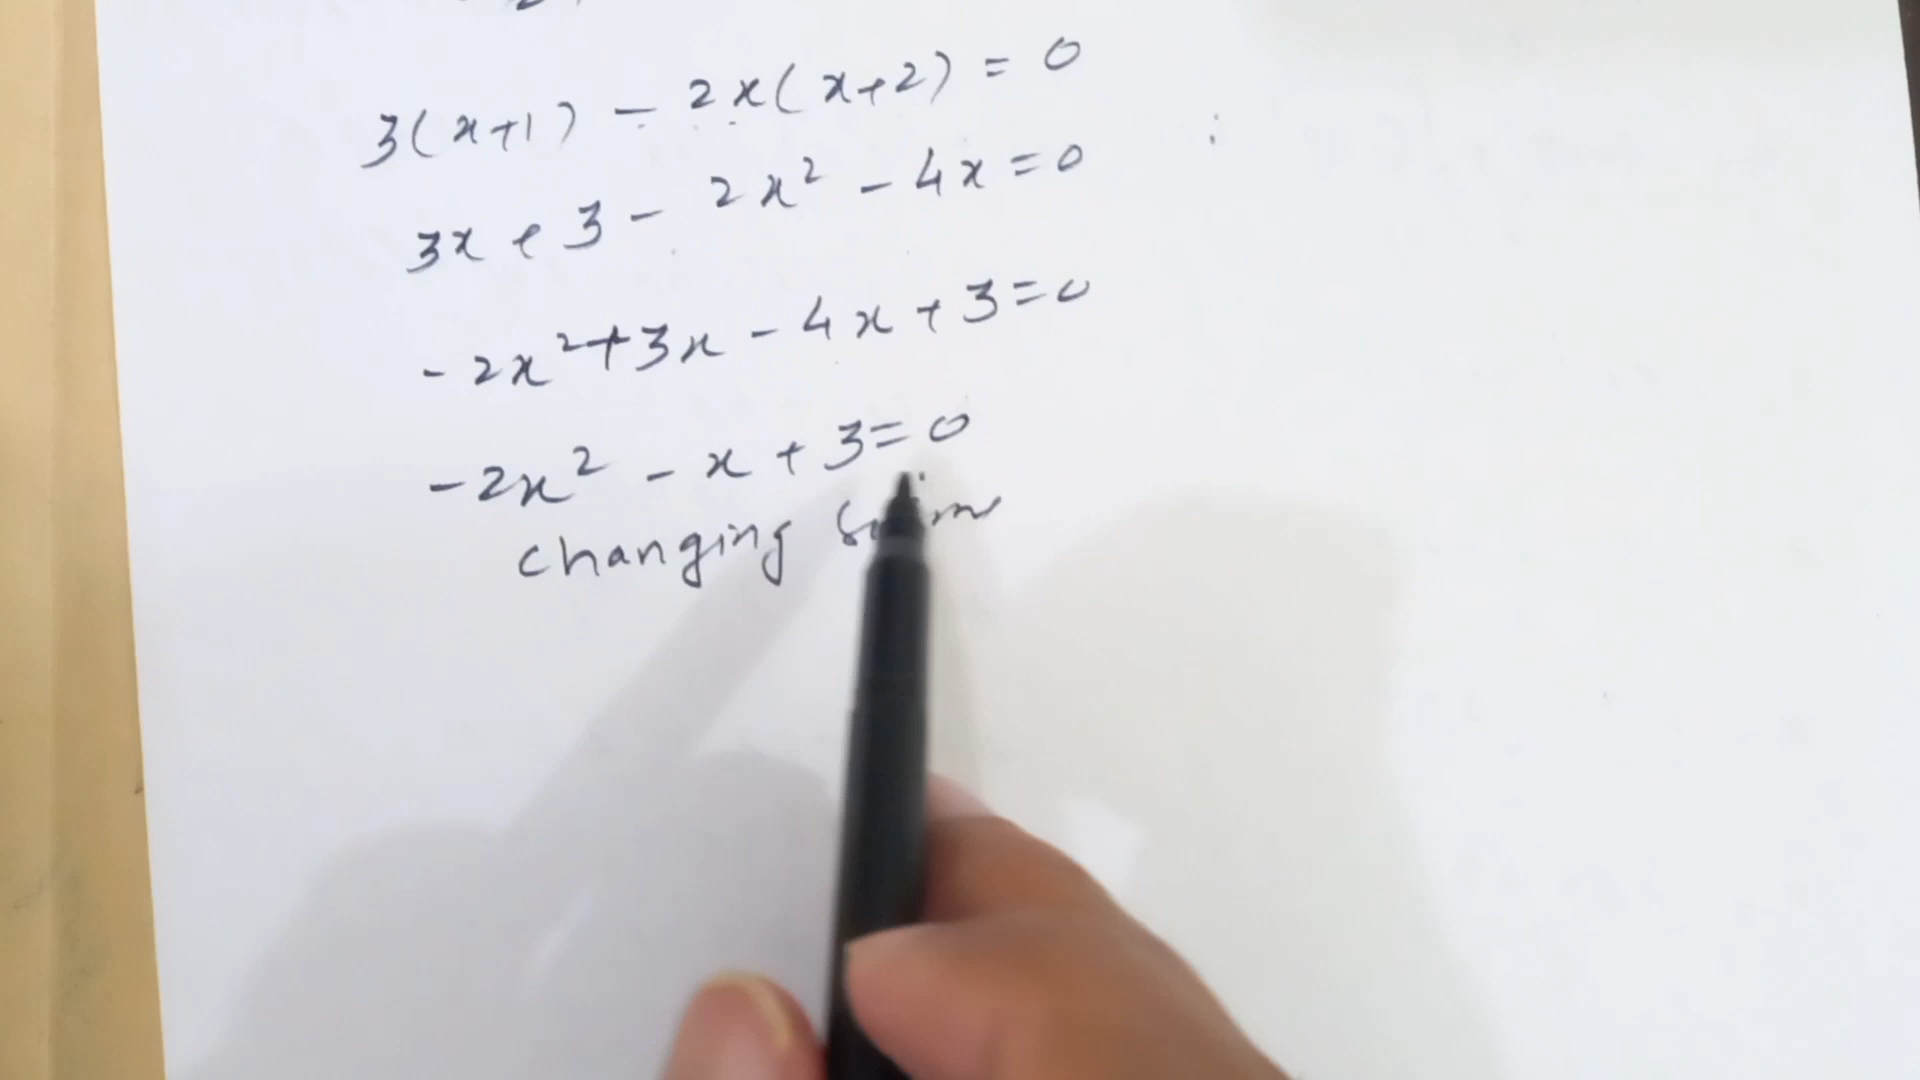 3(x+1) - 2x(x+2) = 0
3x + 3 - 2x² - 4x = 0
-2x² + 3x - 4x + 3 = 0
-2x² - x + 3 = 0
changing